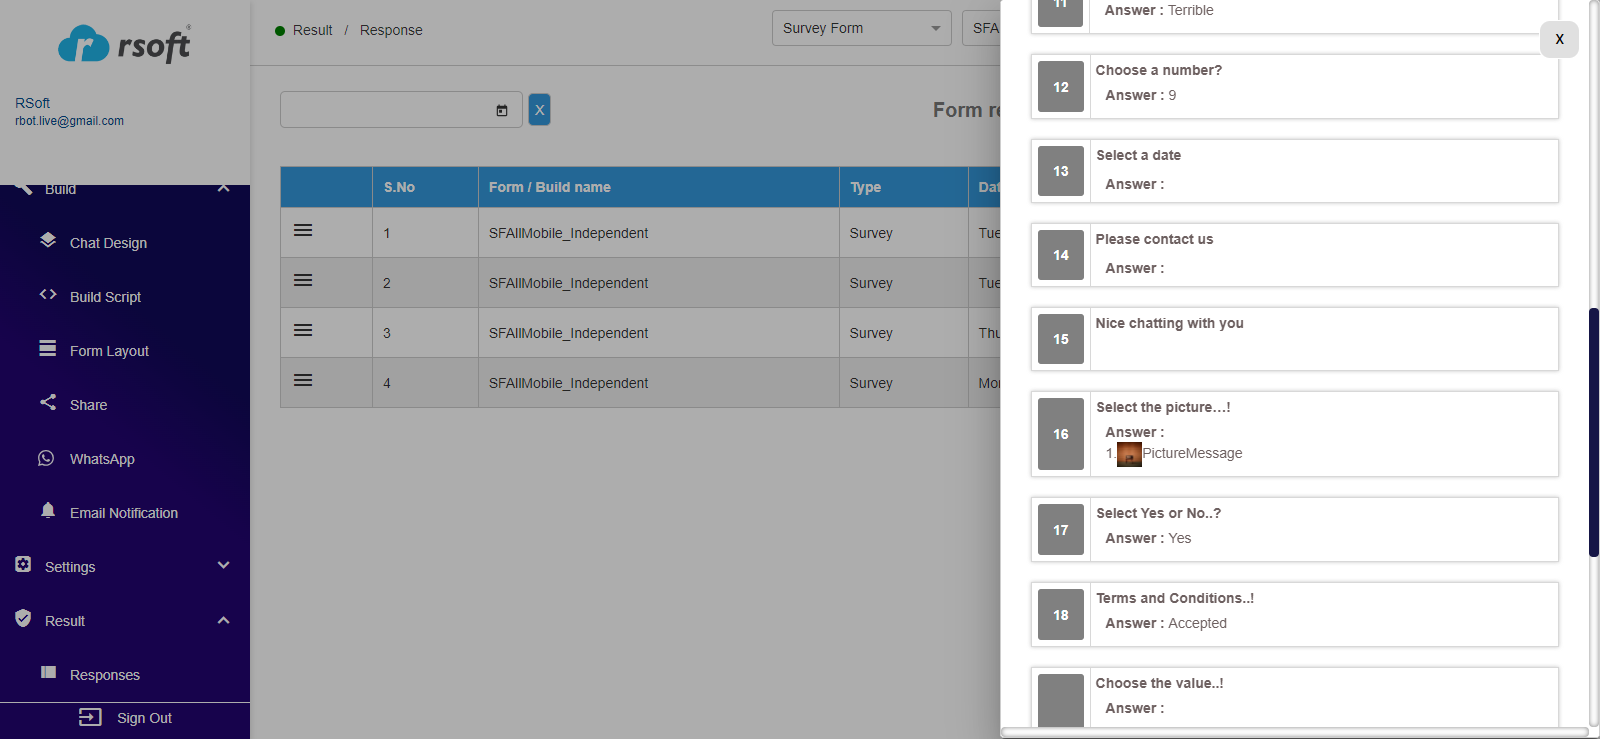 rsoft
RSoft
rbot.live@gmail.com
Build
Chat Design
Build Script
Form Layout
Share
WhatsApp
Email Notification
Settings
Result
Responses
Sign Out
Result / Response
Survey Form
SFA
X
Form re
S.No Form / Build name Type Dat
1 SFAllMobile_Independent Survey Tue
2 SFAllMobile_Independent Survey Tue
3 SFAllMobile_Independent Survey Thu
4 SFAllMobile_Independent Survey Mon
X
11
Answer : Terrible
12
Choose a number?
Answer : 9
13
Select a date
Answer :
14
Please contact us
Answer :
15
Nice chatting with you
16
Select the picture...!
Answer :
1. PictureMessage
17
Select Yes or No..?
Answer : Yes
18
Terms and Conditions..!
Answer : Accepted
Choose the value..!
Answer :